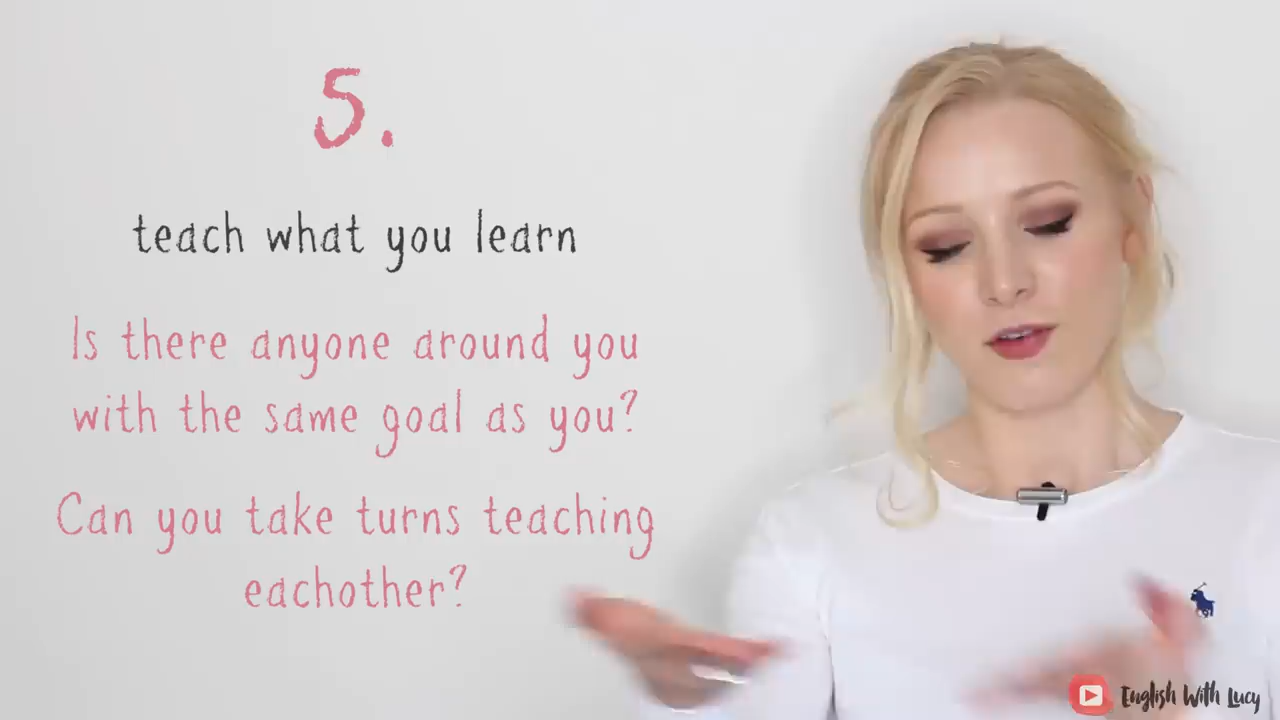 5.
teach what you learn
Is there anyone around you
with the same goal as you?
Can you take turns teaching
eachother?
English With Lucy